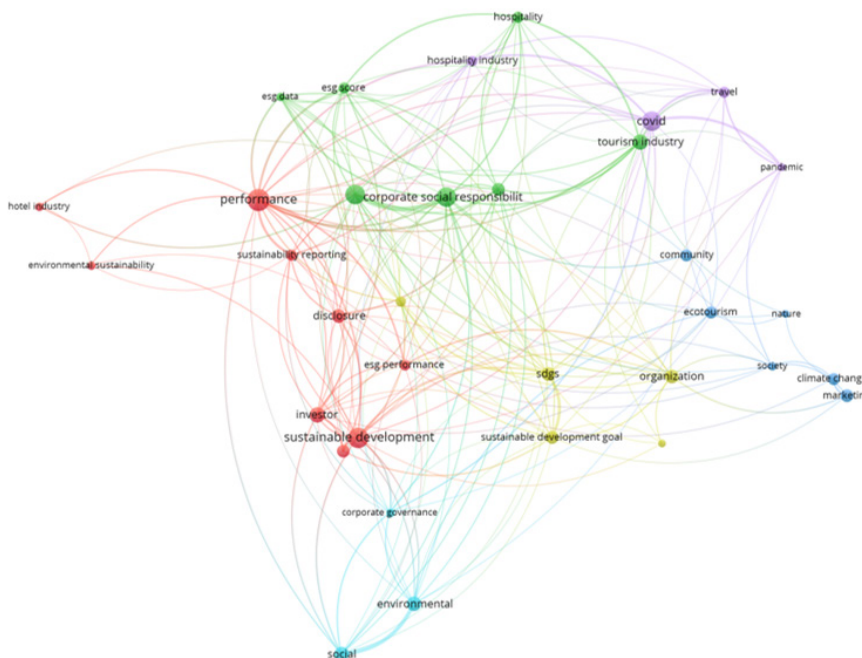 hospitality
hospitality industry
esg score
esg data
travel
covid
tourism industry
pandemic
performance
corporate social responsibilit
hotel industry
sustainability reporting
community
environmental sustainability
disclosure
ecotourism
nature
esg performance
sdgs
organization
society
climate chang
marketin
investor
sustainable development
sustainable development goal
corporate governance
environmental
social